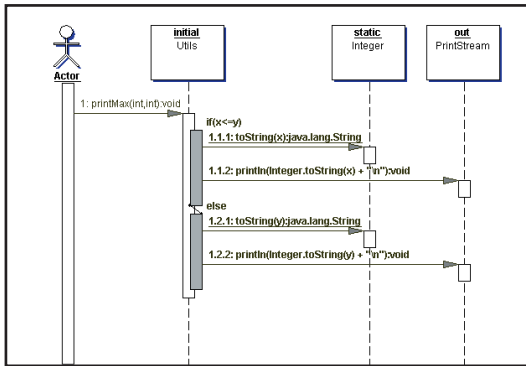 initial
Utils
static
Integer
out
PrintStream
Actor
1: printMax(int,int):void
if(x<=y)
1.1.1: toString(x):java.lang.String
1.1.2: println(Integer.toString(x) + "\n"):void
else
1.2.1: toString(y):java.lang.String
1.2.2: println(Integer.toString(y) + "\n"):void